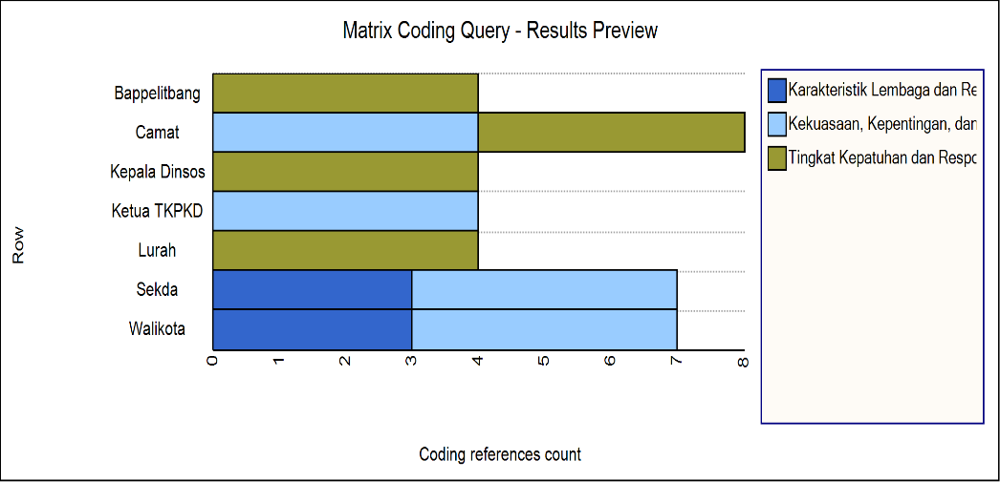 Matrix Coding Query - Results Preview
Bappelitbang
Camat
Kepala Dinsos
Ketua TKPKD
Lurah
Sekda
Walikota
Row
0 1 2 3 4 5 6 7 8
Coding references count
Karakteristik Lembaga dan Re
Kekuasaan, Kepentingan, dan
Tingkat Kepatuhan dan Respo